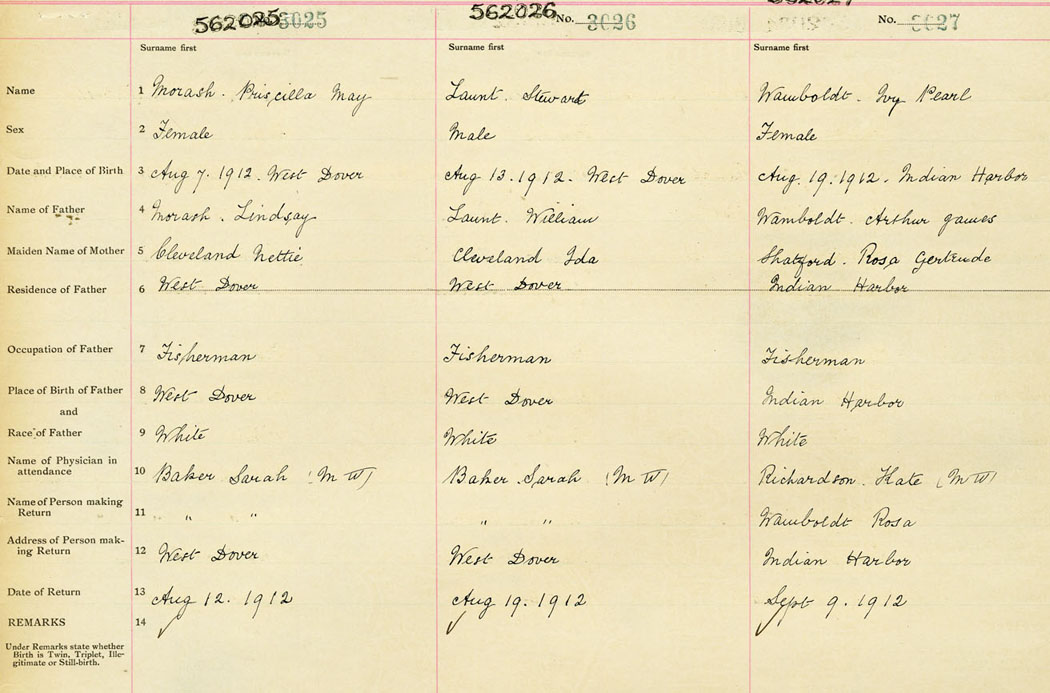 562025 3025 562026 No. 3026 No. 3027
Surname first Surname first Surname first
Name 1 Morash. Priscilla May Launt. Stewart Wamboldt. Ivy Pearl
Sex 2 Female Male Female
Date and Place of Birth 3 Aug 7. 1912. West Dover Aug 13. 1912. West Dover Aug. 19. 1912. Indian Harbor
Name of Father 4 Morash. Lindsay Launt. William Wamboldt. Arthur James
Maiden Name of Mother 5 Cleveland Nettie Cleveland Ida Shatford. Rosa Gertrude
Residence of Father 6 West Dover West Dover Indian Harbor
Occupation of Father 7 Fisherman Fisherman Fisherman
Place of Birth of Father 8 West Dover West Dover Indian Harbor
and
Race of Father 9 White White White
Name of Physician in
attendance 10 Baker Sarah (M W) Baker. Sarah (M W) Richardson. Kate (M W)
Name of Person making
Return 11 " " " " Wamboldt Rosa
Address of Person mak-
ing Return 12 West Dover West Dover Indian Harbor
Date of Return 13 Aug 12. 1912 Aug 19. 1912 Sept 9. 1912
REMARKS 14
Under Remarks state whether
Birth is Twin, Triplet, Ille-
gitimate or Still-birth.